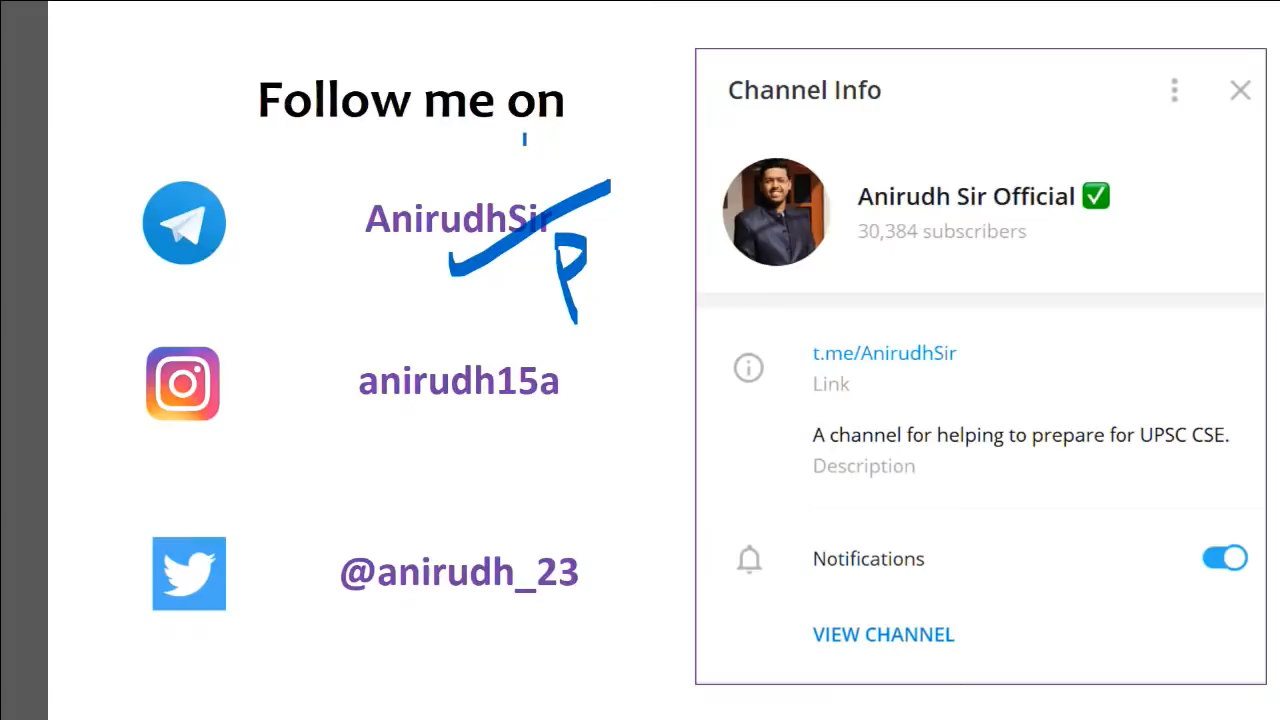 Follow me on
AnirudhSir
P
anirudh15a
@anirudh_23
Channel Info
Anirudh Sir Official ✅
30,384 subscribers
t.me/AnirudhSir
Link
A channel for helping to prepare for UPSC CSE.
Description
Notifications
VIEW CHANNEL